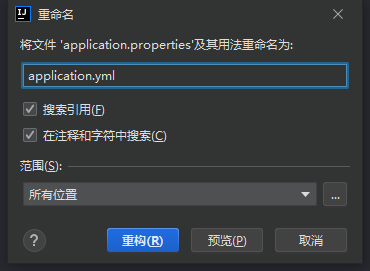 重命名
将文件 'application.properties'及其用法重命名为:
application.yml
搜索引用(F)
在注释和字符中搜索(C)
范围(S):
所有位置
...
? 重构(R) 预览(P) 取消